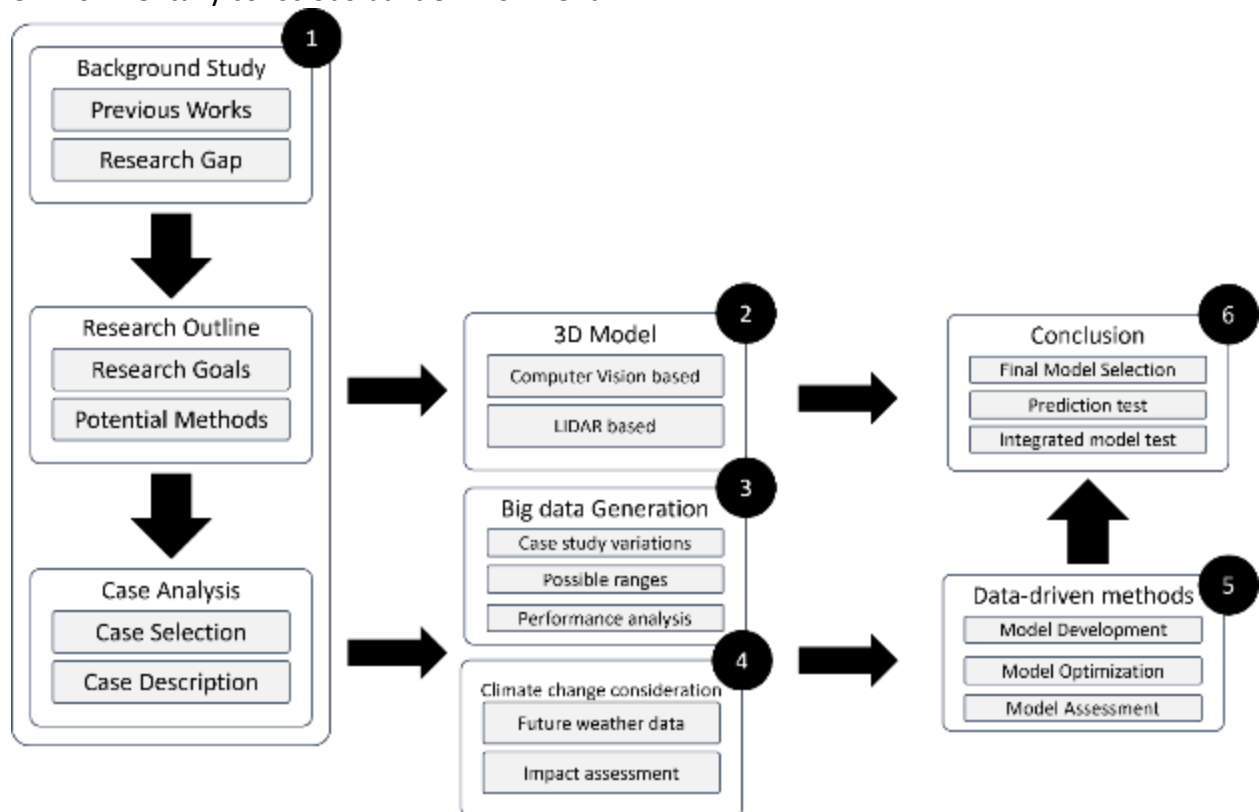 1
Background Study
Previous Works
Research Gap
Research Outline
Research Goals
Potential Methods
Case Analysis
Case Selection
Case Description
2
3D Model
Computer Vision based
LIDAR based
3
Big data Generation
Case study variations
Possible ranges
Performance analysis
4
Climate change consideration
Future weather data
Impact assessment
6
Conclusion
Final Model Selection
Prediction test
Integrated model test
5
Data-driven methods
Model Development
Model Optimization
Model Assessment